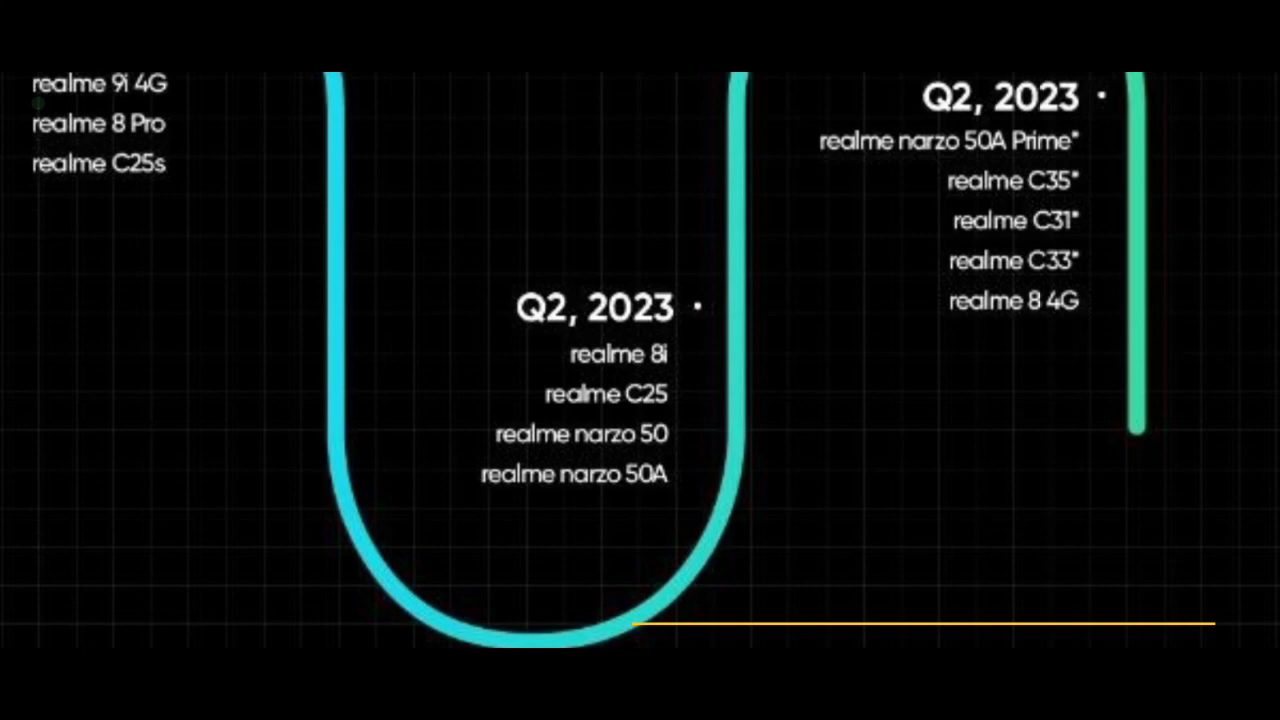 realme 9i 4G
realme 8 Pro
realme C25s
Q2, 2023
realme 8i
realme C25
realme narzo 50
realme narzo 50A
Q2, 2023
realme narzo 50A Prime*
realme C35*
realme C31*
realme C33*
realme 8 4G